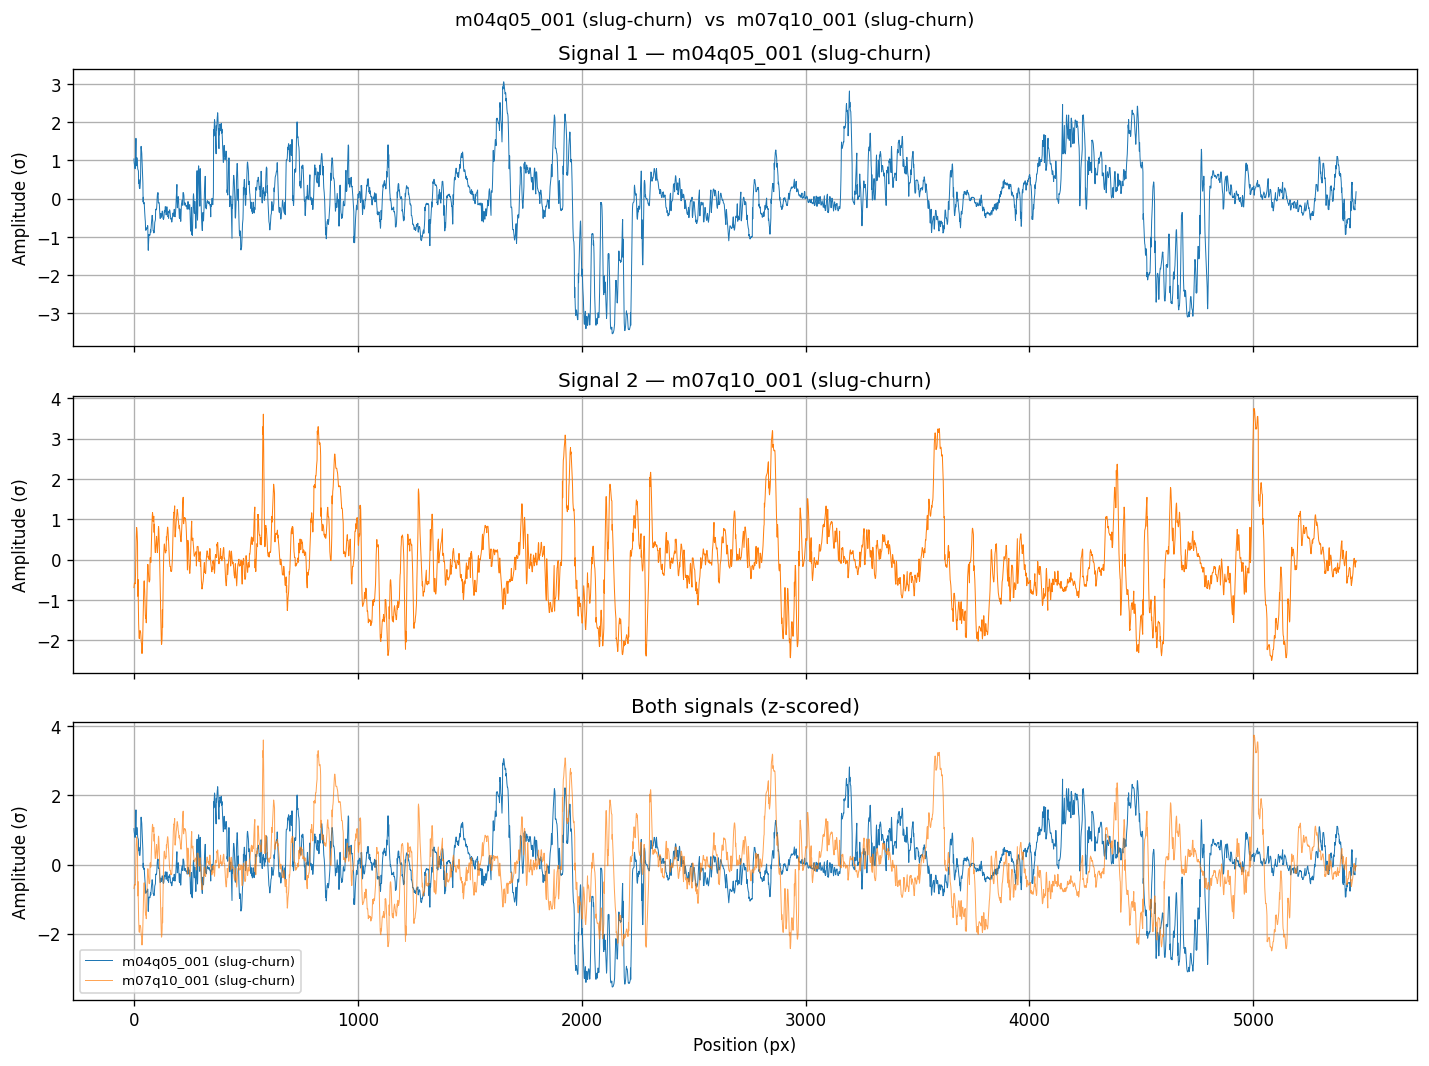 m04q05_001 (slug-churn)  vs  m07q10_001 (slug-churn)
Signal 1 — m04q05_001 (slug-churn)
Amplitude (σ)
3
2
1
0
−1
−2
−3
Signal 2 — m07q10_001 (slug-churn)
Amplitude (σ)
4
3
2
1
0
−1
−2
Both signals (z-scored)
Amplitude (σ)
4
2
0
−2
m04q05_001 (slug-churn)
m07q10_001 (slug-churn)
0 1000 2000 3000 4000 5000
Position (px)